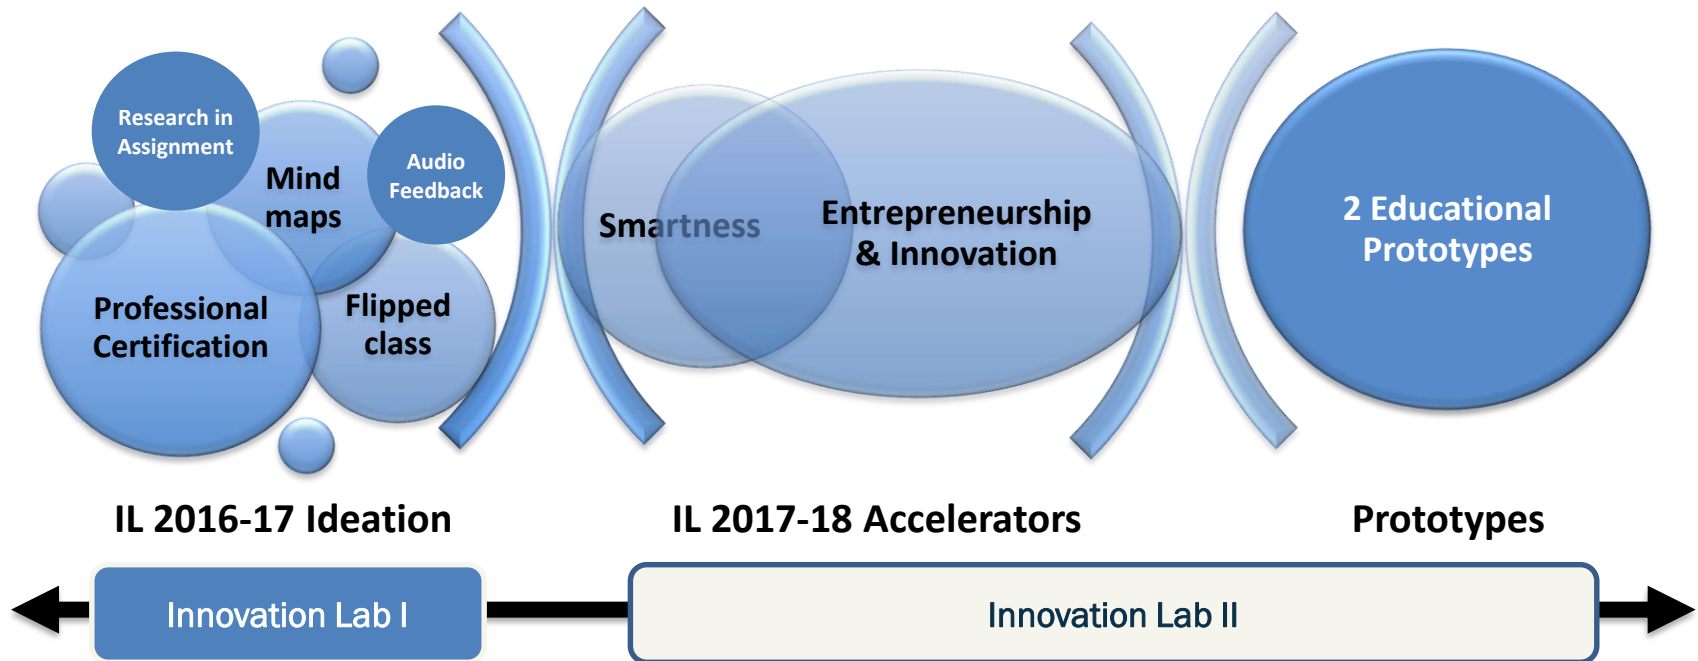 Research in
Assignment
Mind
maps
Audio
Feedback
Professional
Certification
Flipped
class
Smartness
Entrepreneurship
& Innovation
2 Educational
Prototypes
IL 2016-17 Ideation
IL 2017-18 Accelerators
Prototypes
Innovation Lab I
Innovation Lab II